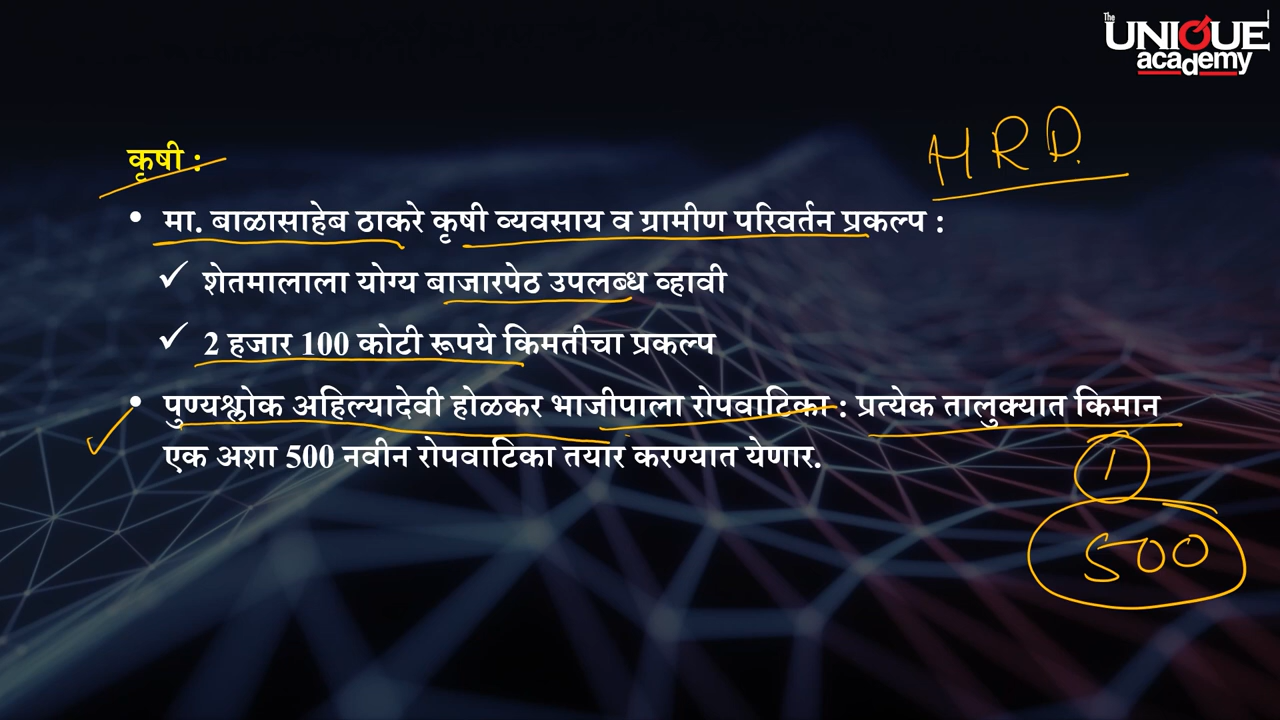 The
UNIQUE
academy
HRD
कृषी :
• मा. बाळासाहेब ठाकरे कृषी व्यवसाय व ग्रामीण परिवर्तन प्रकल्प :
✓ शेतमालाला योग्य बाजारपेठ उपलब्ध व्हावी
✓ 2 हजार 100 कोटी रूपये किमतीचा प्रकल्प
• पुण्यश्लोक अहिल्यादेवी होळकर भाजीपाला रोपवाटिका : प्रत्येक तालुक्यात किमान
एक अशा 500 नवीन रोपवाटिका तयार करण्यात येणार.
1
500